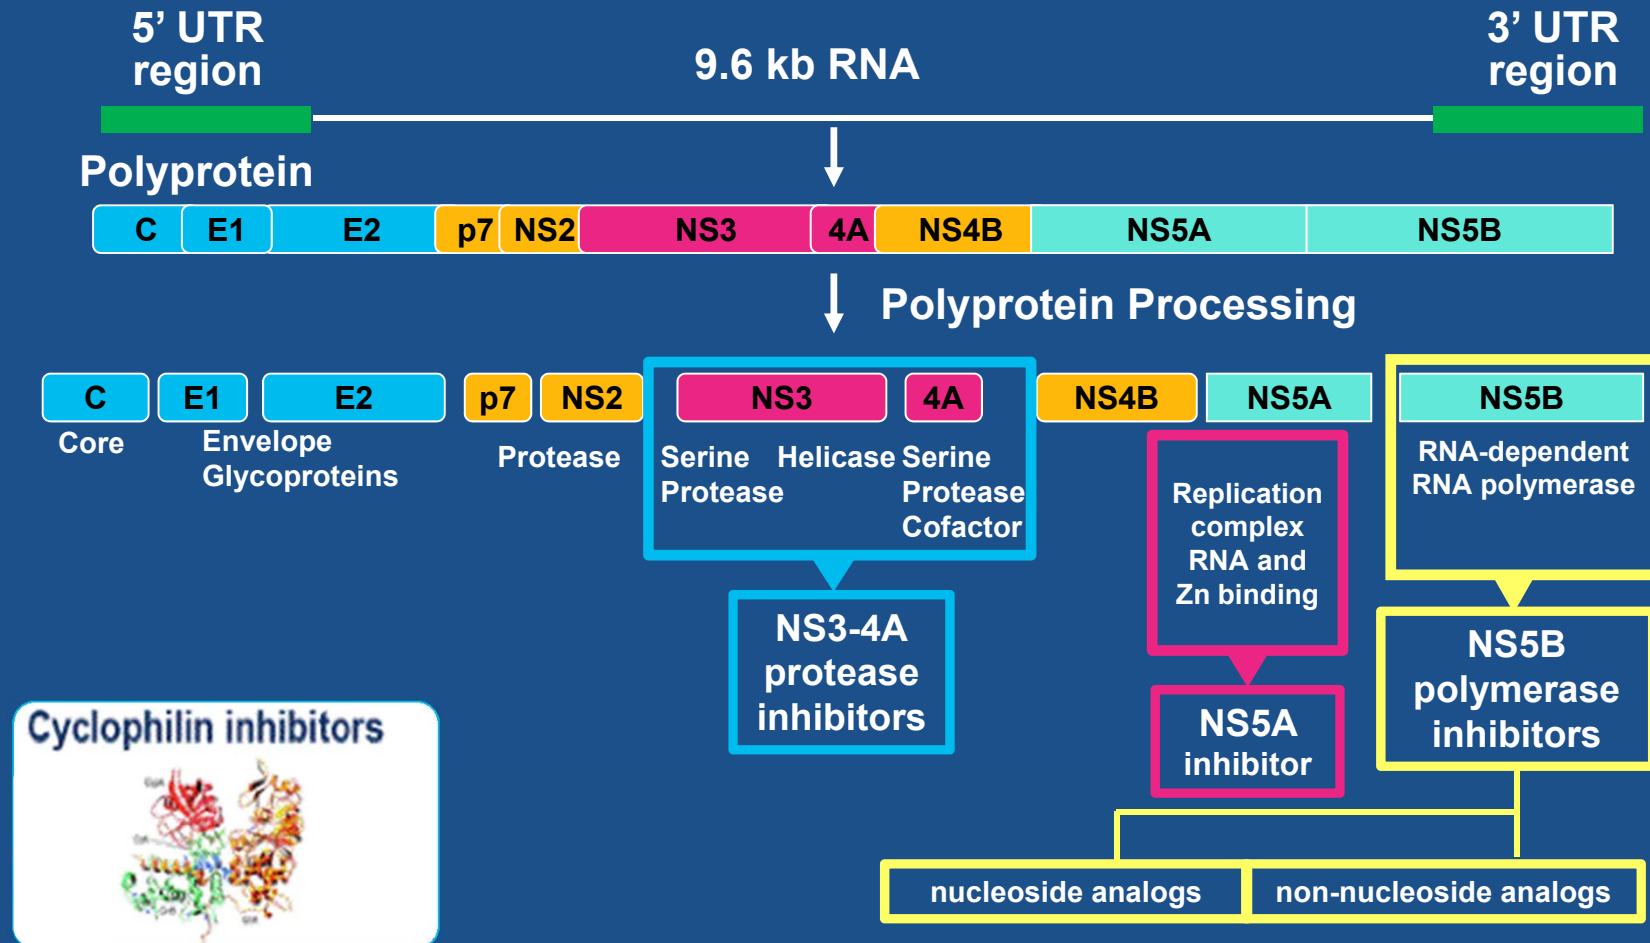 5’ UTR
region
9.6 kb RNA
3’ UTR
region
Polyprotein
C E1 E2 p7 NS2 NS3 4A NS4B NS5A NS5B
Polyprotein Processing
C E1 E2 p7 NS2 NS3 4A NS4B NS5A NS5B
Core
Envelope
Glycoproteins
Protease
Serine
Protease
Helicase
Serine
Protease
Cofactor
Replication
complex
RNA and
Zn binding
RNA-dependent
RNA polymerase
NS3-4A
protease
inhibitors
NS5A
inhibitor
NS5B
polymerase
inhibitors
Cyclophilin inhibitors
nucleoside analogs
non-nucleoside analogs